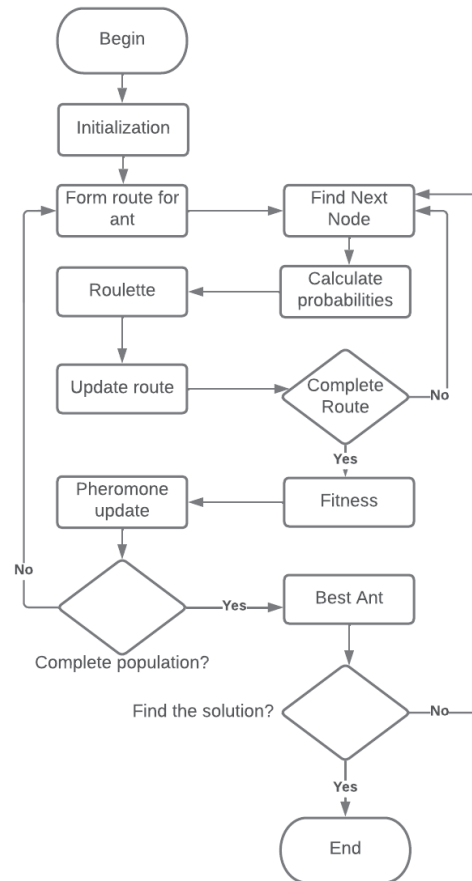 Begin
Initialization
Form route for
ant
Find Next
Node
Calculate
probabilities
Roulette
Update route
Complete
Route
No
Yes
Fitness
Pheromone
update
No
Yes
Best Ant
Complete population?
Find the solution?
No
Yes
End